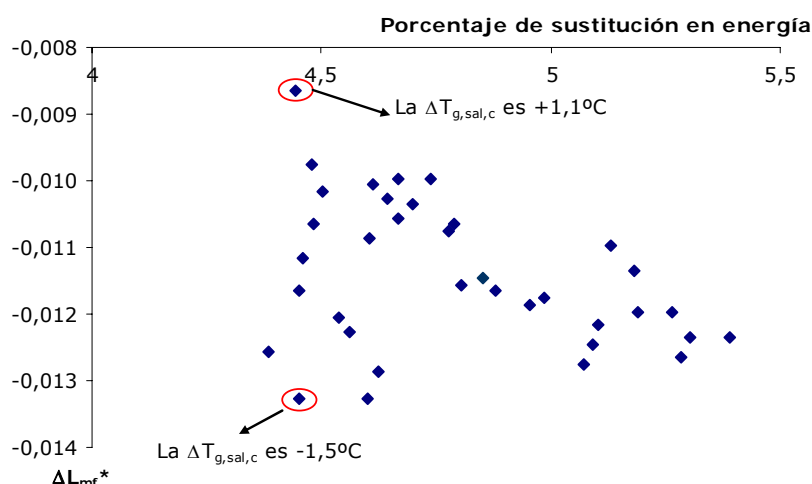 Porcentaje de sustitución en energía
-0,008
4
4,5
5
5,5
-0,009
La ΔTg,sal,c es +1,1ºC
-0,010
-0,011
-0,012
-0,013
-0,014
La ΔTg,sal,c es -1,5ºC
ΔLmf*